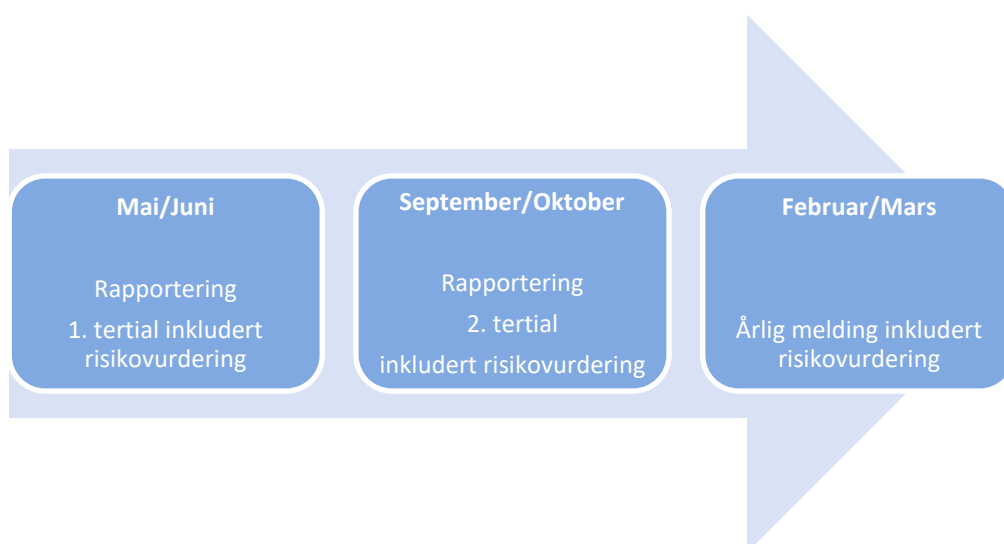 Mai/Juni
Rapportering
1. tertial inkludert
risikovurdering
September/Oktober
Rapportering
2. tertial
inkludert risikovurdering
Februar/Mars
Årlig melding inkludert
risikovurdering